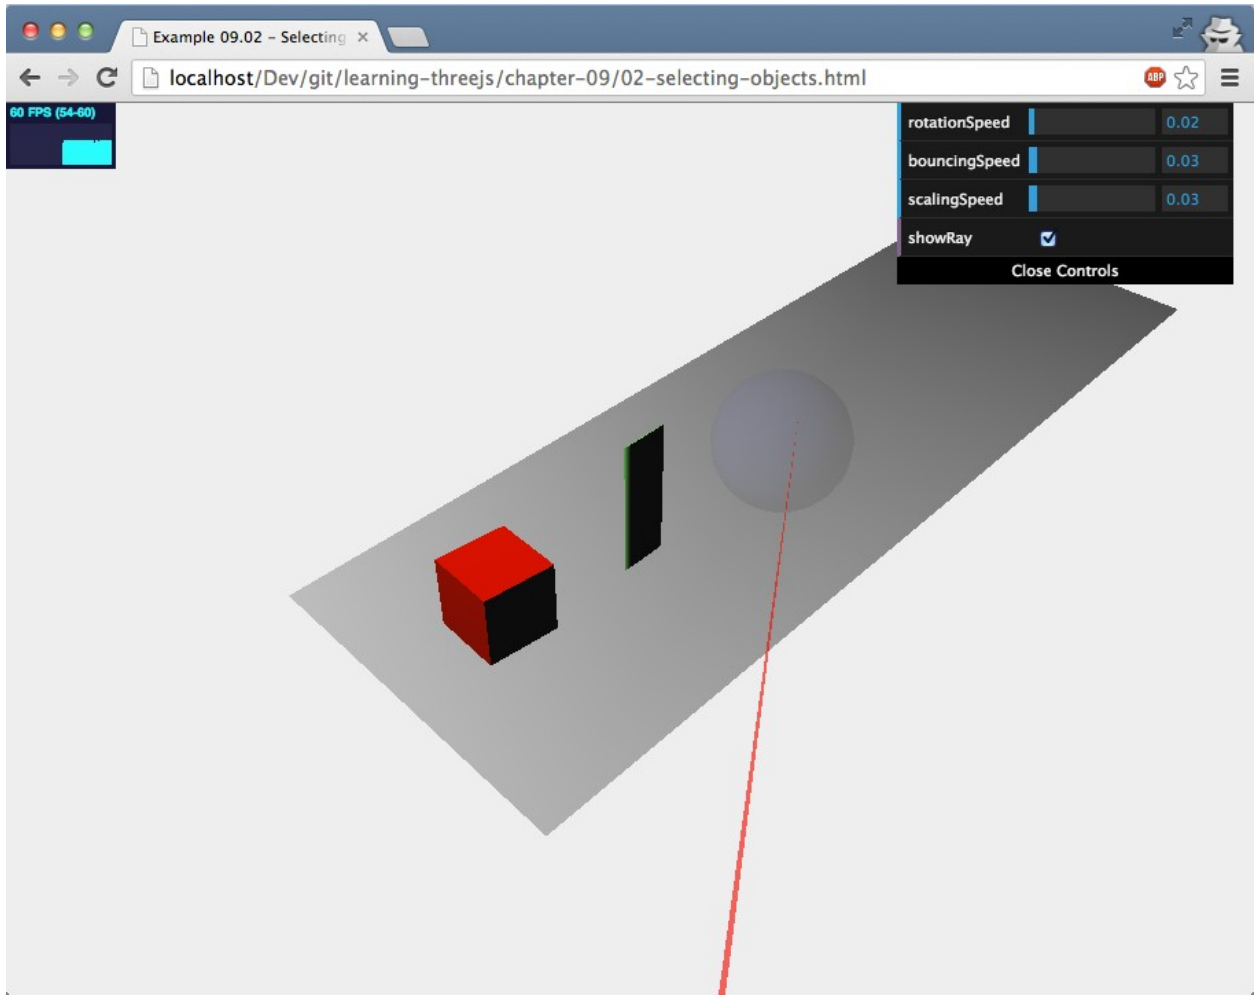 Example 09.02 - Selecting
localhost/Dev/git/learning-threejs/chapter-09/02-selecting-objects.html
ABP
60 FPS (54-60)
rotationSpeed 0.02
bouncingSpeed 0.03
scalingSpeed 0.03
showRay
Close Controls